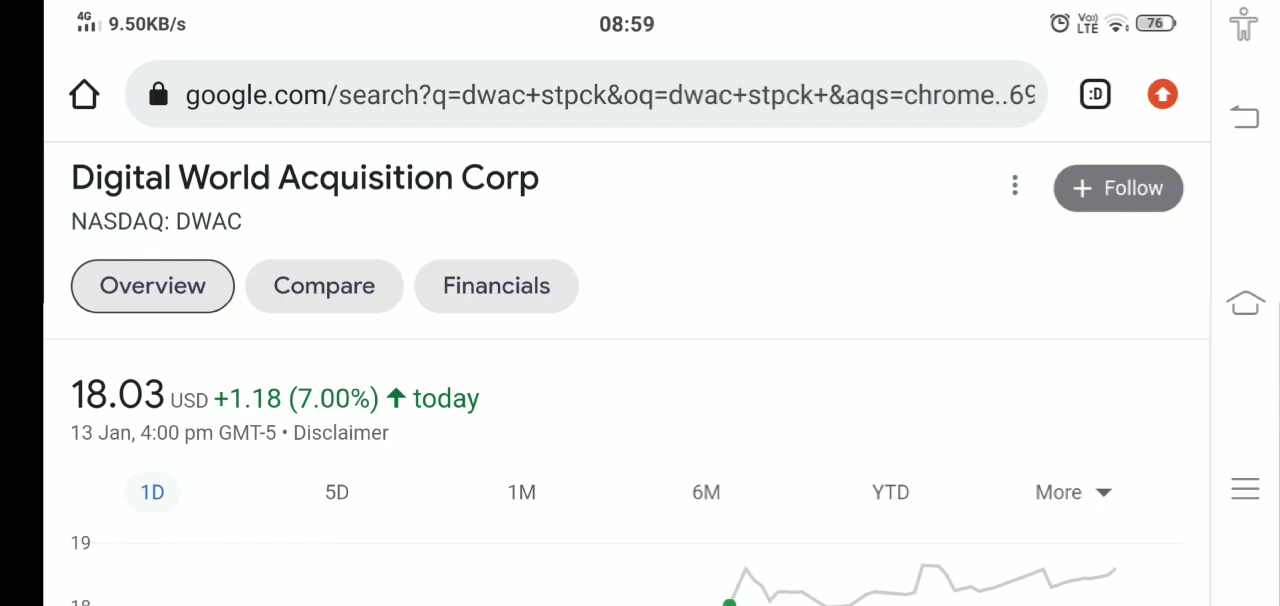 4G 9.50KB/s 08:59 Vo)) LTE 76
google.com/search?q=dwac+stpck&oq=dwac+stpck+&aqs=chrome..69
:D
Digital World Acquisition Corp
+ Follow
NASDAQ: DWAC
Overview Compare Financials
18.03 USD +1.18 (7.00%) ↑ today
13 Jan, 4:00 pm GMT-5 • Disclaimer
1D 5D 1M 6M YTD More
19
18